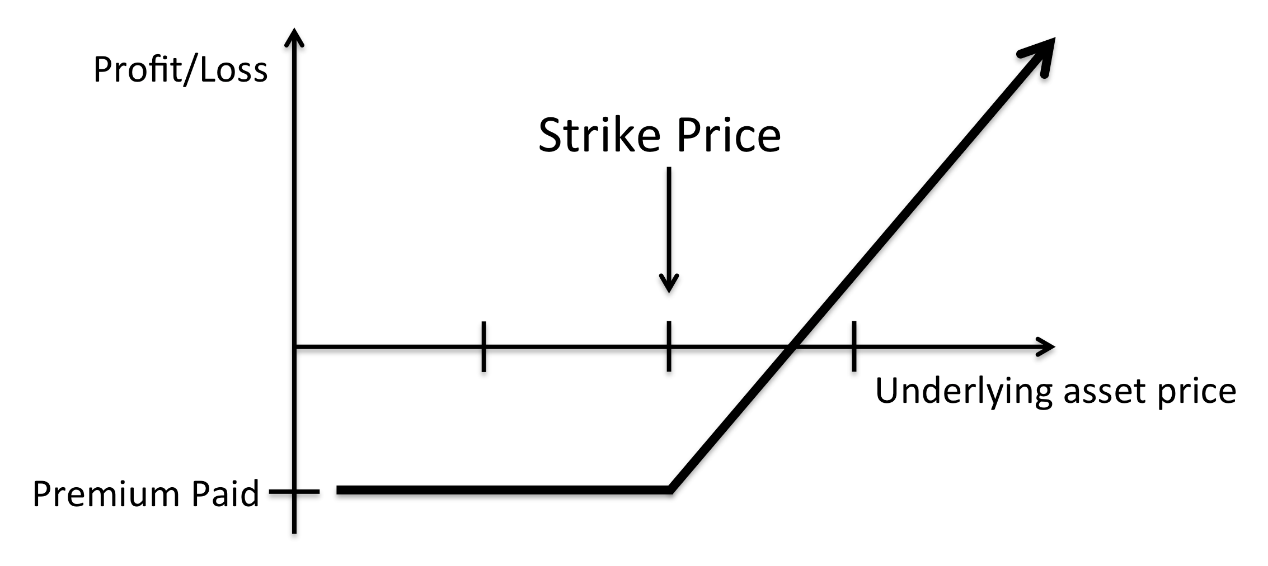 Profit/Loss
Strike Price
Underlying asset price
Premium Paid